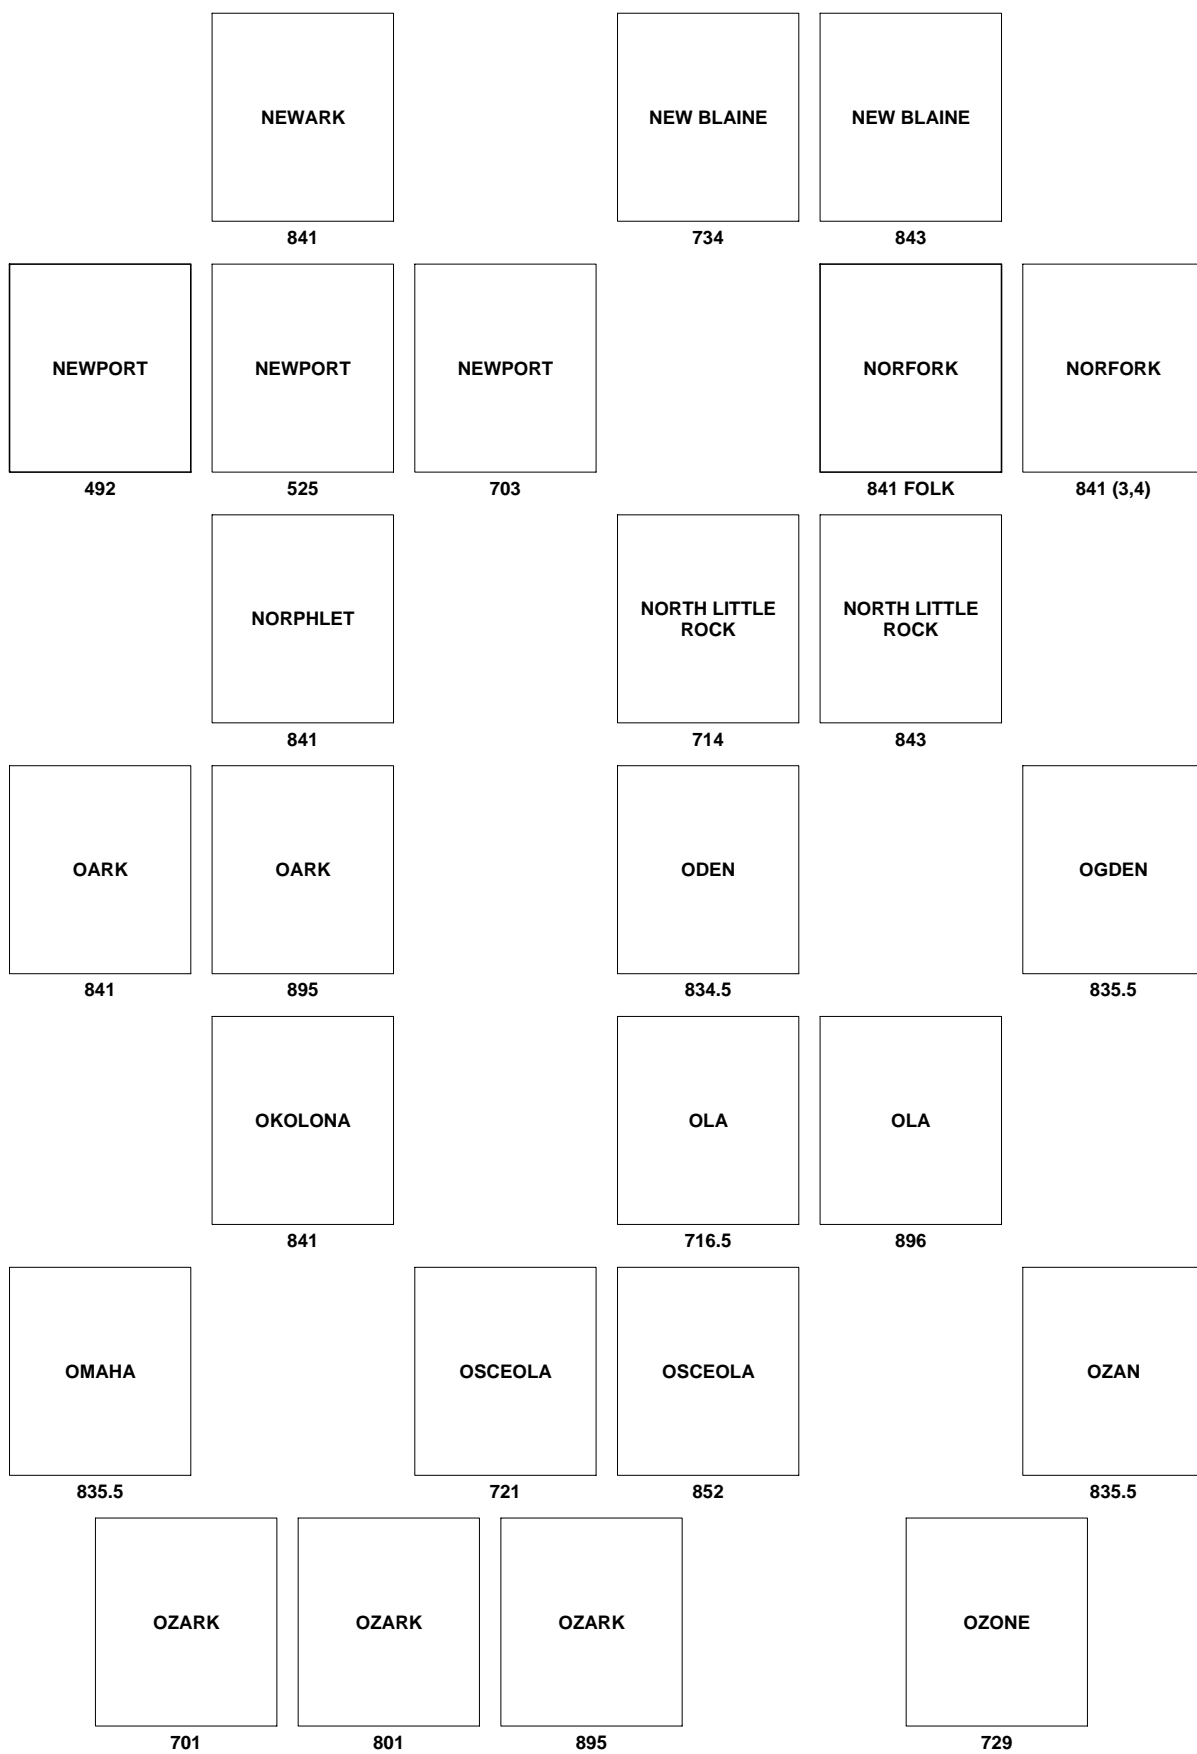 NEWARK
NEW BLAINE
NEW BLAINE
841
734
843
NEWPORT
NEWPORT
NEWPORT
NORFORK
NORFORK
492
525
703
841 FOLK
841 (3,4)
NORPHLET
NORTH LITTLE
ROCK
NORTH LITTLE
ROCK
841
714
843
OARK
OARK
ODEN
OGDEN
841
895
834.5
835.5
OKOLONA
OLA
OLA
841
716.5
896
OMAHA
OSCEOLA
OSCEOLA
OZAN
835.5
721
852
835.5
OZARK
OZARK
OZARK
OZONE
701
801
895
729